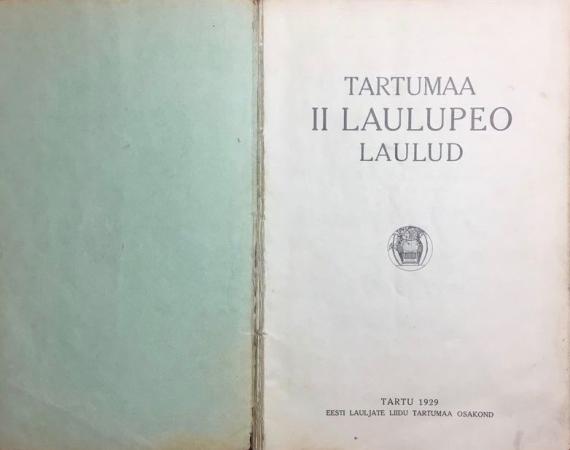 TARTUMAA
II LAULUPEO
LAULUD
TARTU 1929
EESTI LAULJATE LIIDU TARTUMAA OSAKOND